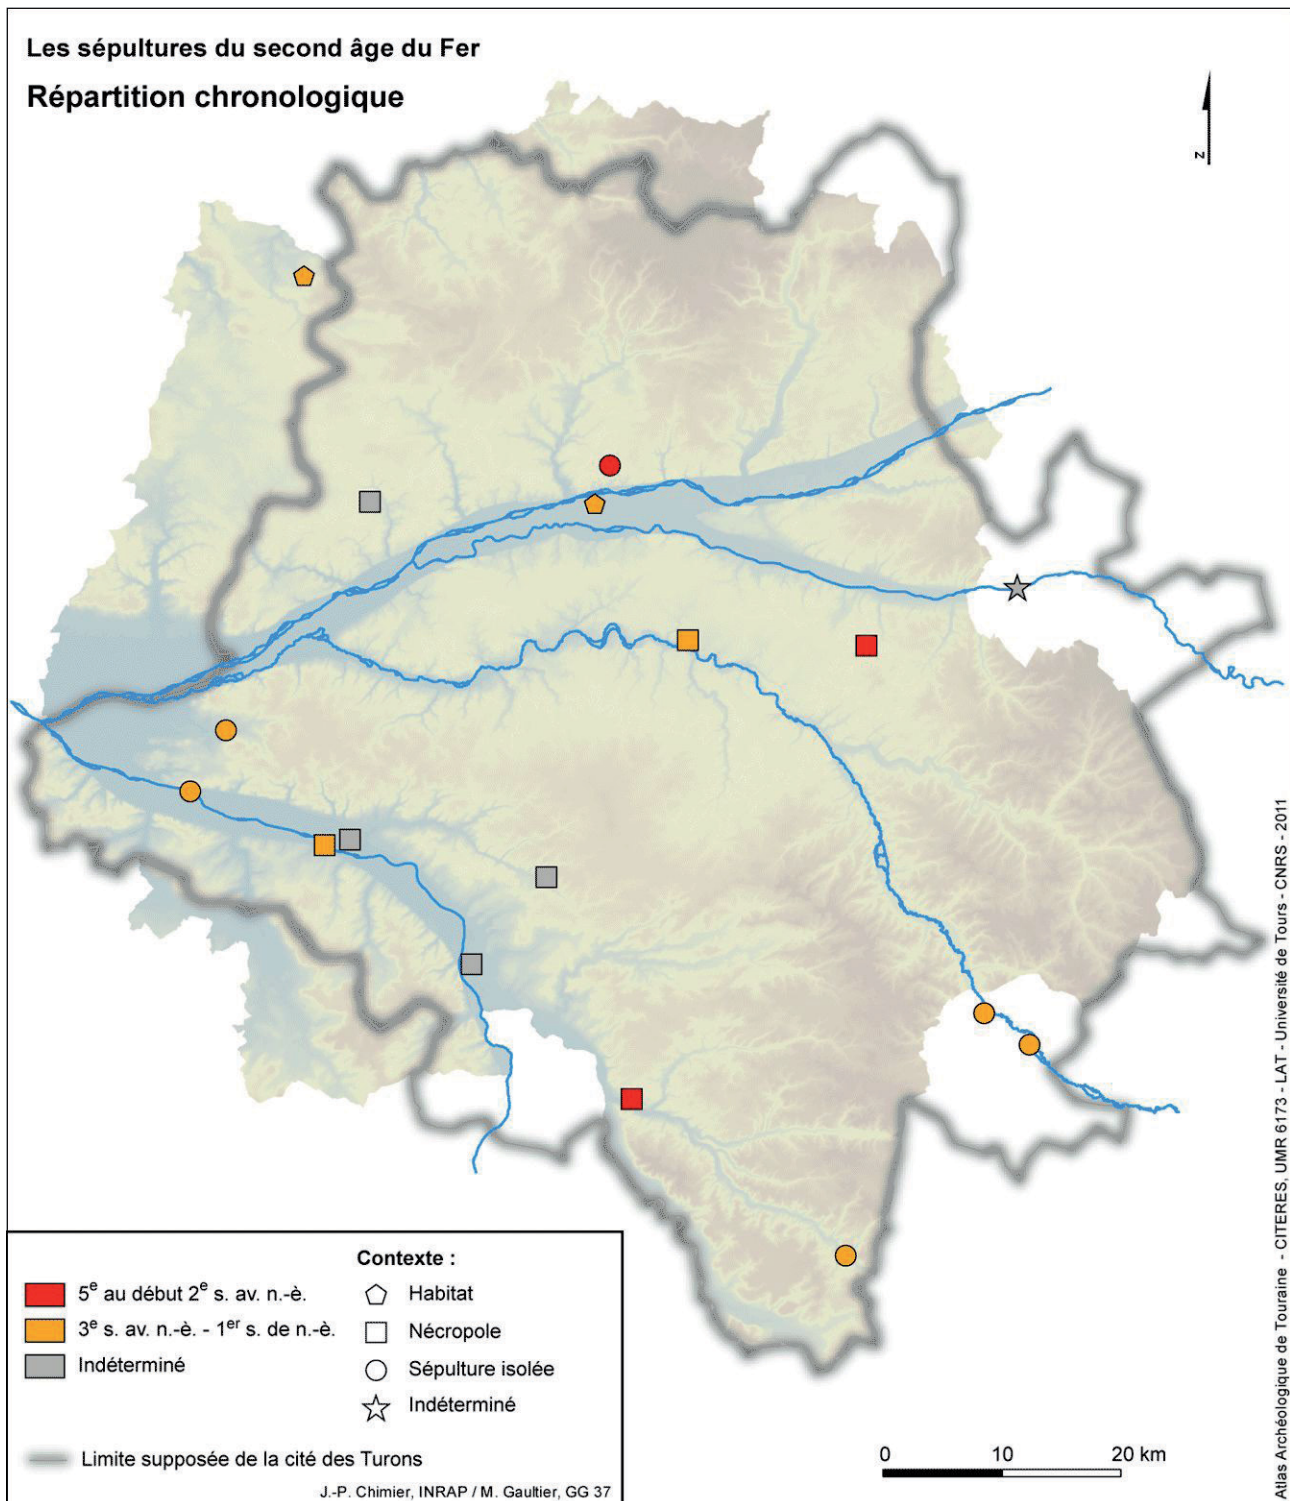 Les sépultures du second âge du Fer
Répartition chronologique
N
5e au début 2e s. av. n.-è.
3e s. av. n.-è. - 1er s. de n.-è.
Indéterminé
Contexte :
Habitat
Nécropole
Sépulture isolée
Indéterminé
Limite supposée de la cité des Turons
J.-P. Chimier, INRAP / M. Gaultier, GG 37
0 10 20 km
Atlas Archéologique de Touraine - CITERES, UMR 6173 - LAT - Université de Tours - CNRS - 2011